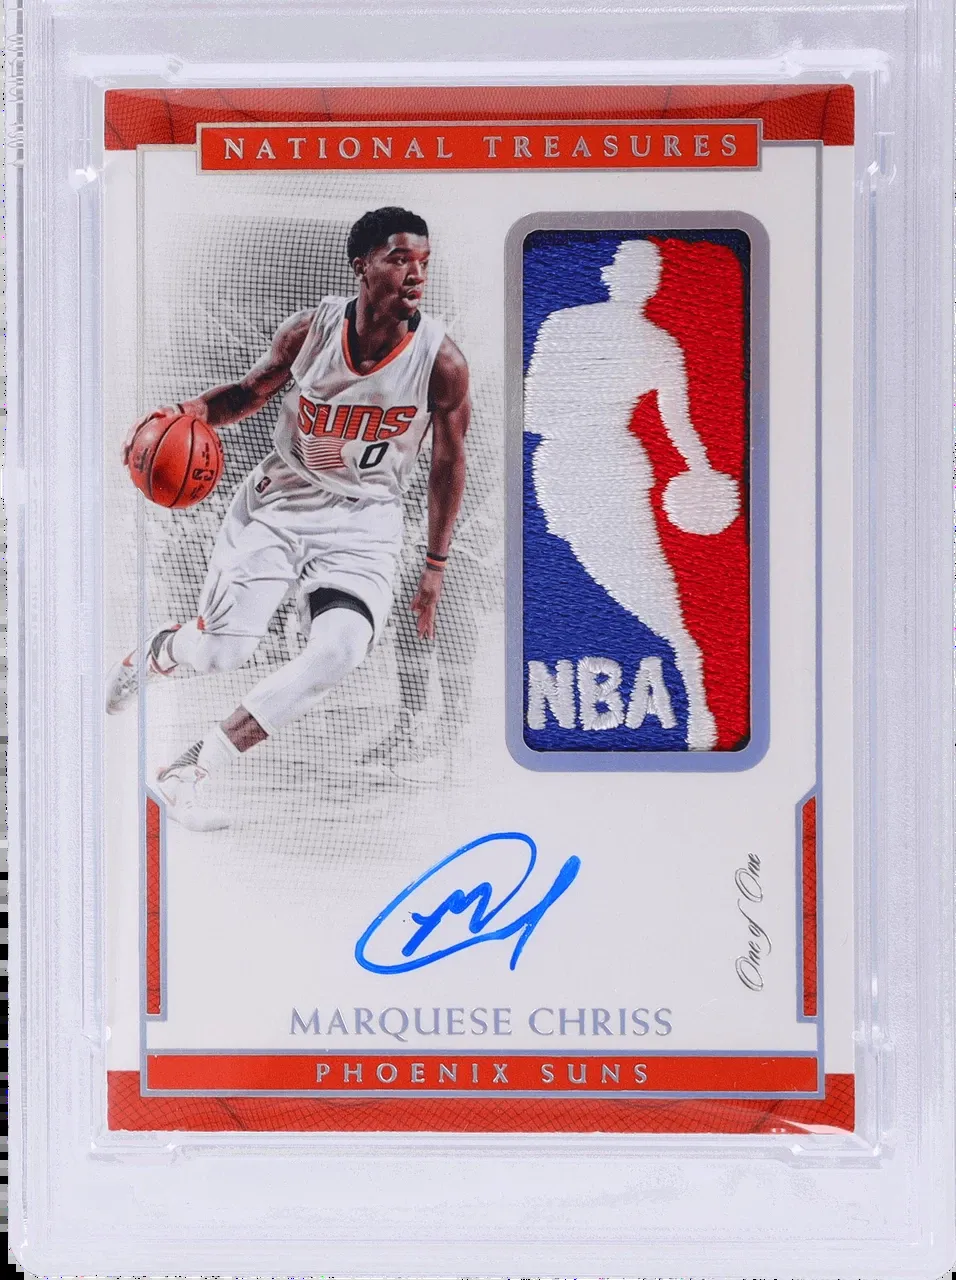 NATIONAL TREASURES
SUNS
0
NBA
One of One
MARQUESE CHRISS
PHOENIX SUNS